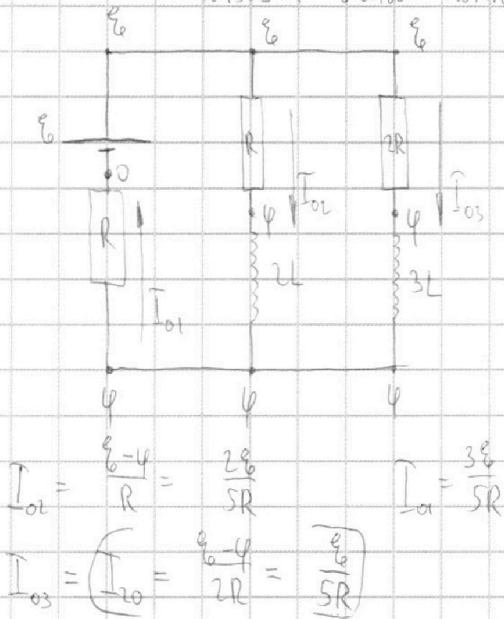 ℰ ℰ ℰ
ℰ
0
R
R
2R
I₀₂
I₀₃
φ
φ
I₀₁
2L
3L
φ φ φ
I₀₂ = (ℰ-φ)/R = 2ℰ/5R
I₀₁ = 3ℰ/5R
I₀₃ = (I₂₀ = (ℰ-φ)/2R = ℰ/5R)